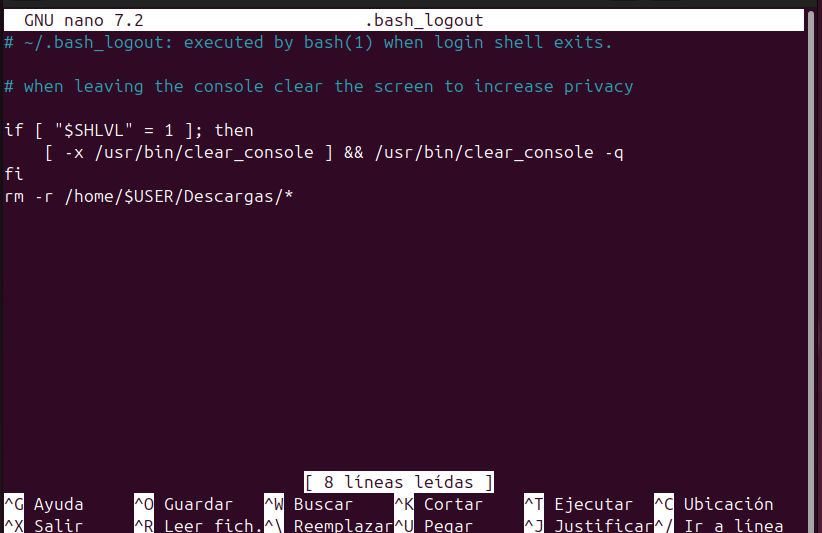 GNU nano 7.2 .bash_logout
# ~/.bash_logout: executed by bash(1) when login shell exits.
# when leaving the console clear the screen to increase privacy
if [ "$SHLVL" = 1 ]; then
    [ -x /usr/bin/clear_console ] && /usr/bin/clear_console -q
fi
rm -r /home/$USER/Descargas/*
[ 8 líneas leídas ]
^G Ayuda ^O Guardar ^W Buscar ^K Cortar ^T Ejecutar ^C Ubicación
^X Salir ^R Leer fich. ^\ Reemplazar ^U Pegar ^J Justificar ^/ Ir a línea